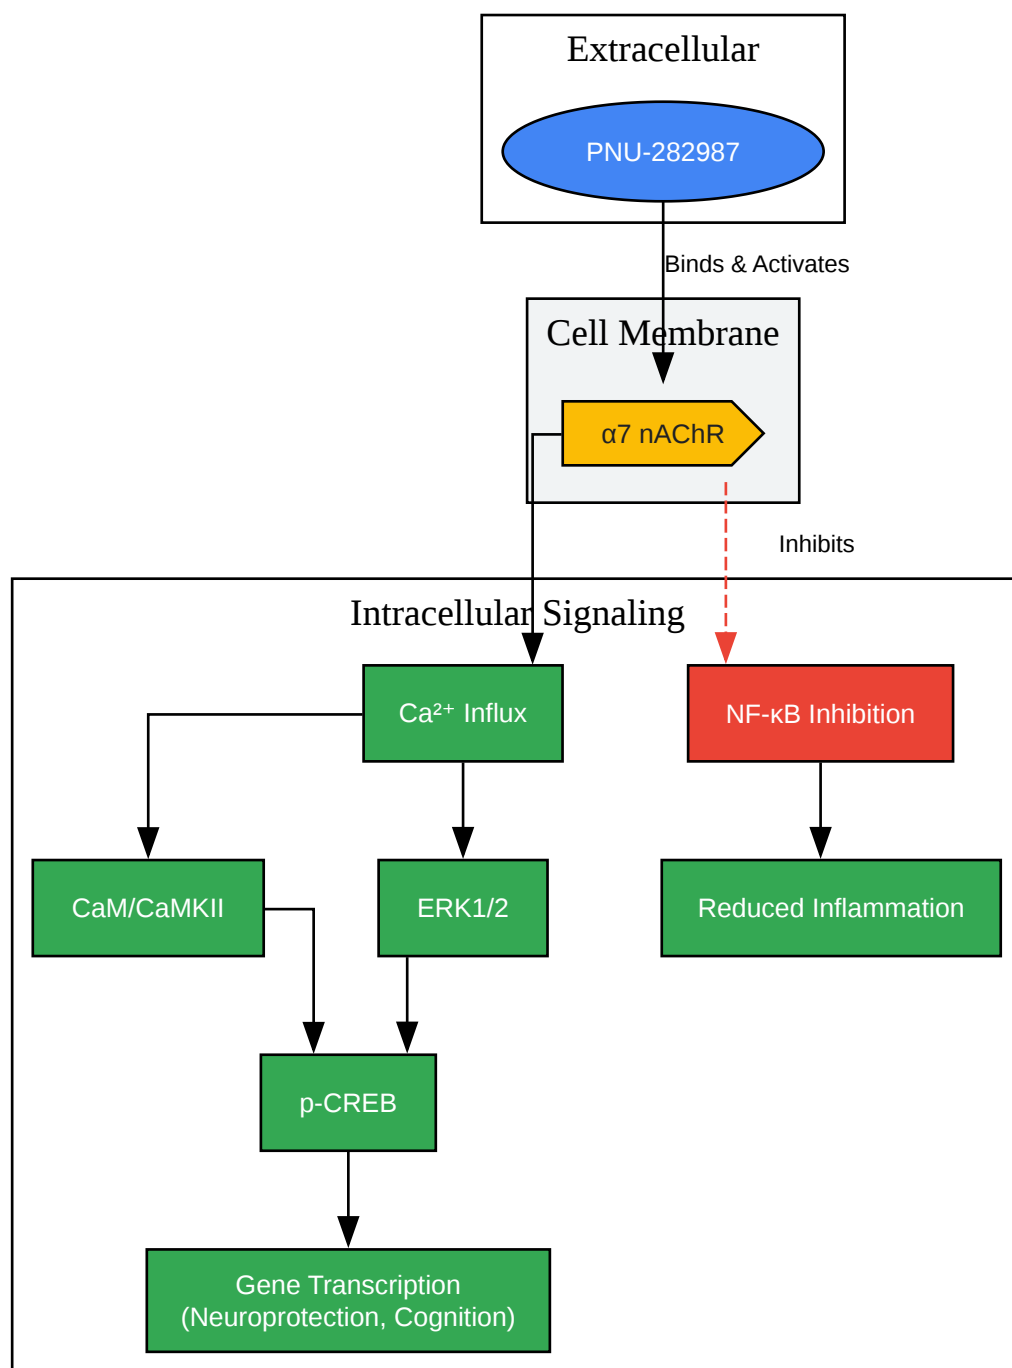 Extracellular
PNU-282987
Binds & Activates
Cell Membrane
α7 nAChR
Inhibits
Intracellular Signaling
Ca²⁺ Influx
NF-κB Inhibition
CaM/CaMKII
ERK1/2
Reduced Inflammation
p-CREB
Gene Transcription
(Neuroprotection, Cognition)